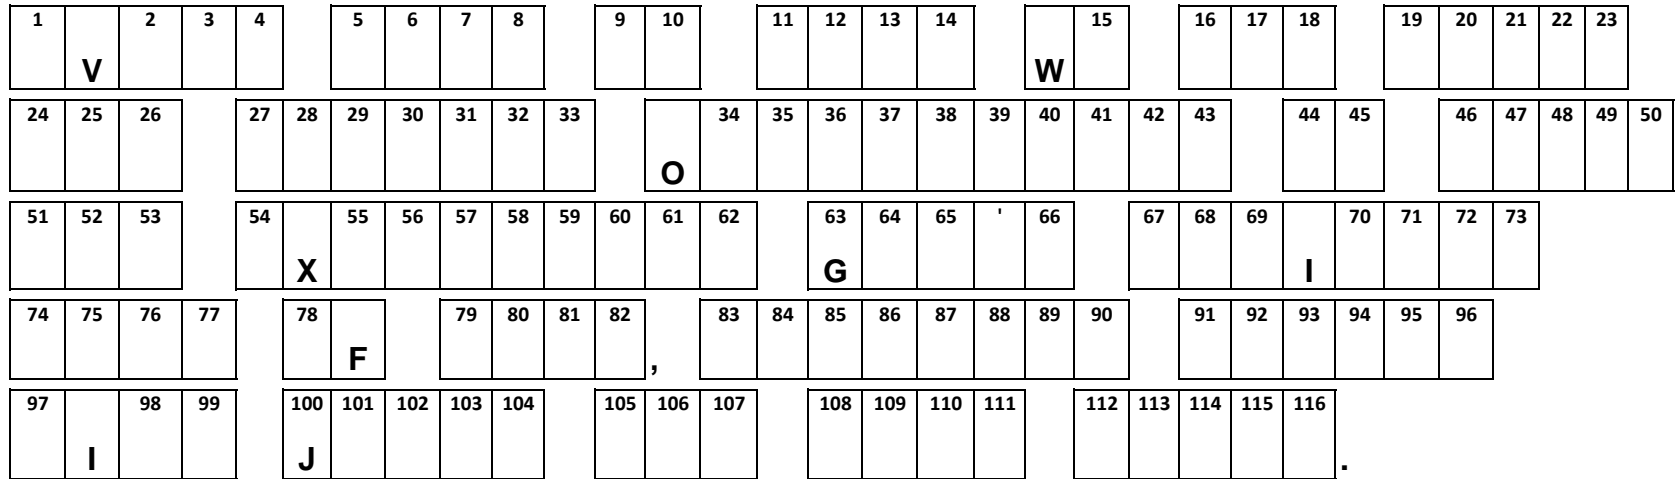 1 2 3 4 5 6 7 8 9 10 11 12 13 14 15 16 17 18 19 20 21 22 23
V W
24 25 26 27 28 29 30 31 32 33 34 35 36 37 38 39 40 41 42 43 44 45 46 47 48 49 50
O
51 52 53 54 55 56 57 58 59 60 61 62 63 64 65 ' 66 67 68 69 70 71 72 73
X G I
74 75 76 77 78 79 80 81 82 83 84 85 86 87 88 89 90 91 92 93 94 95 96
F ,
97 98 99 100 101 102 103 104 105 106 107 108 109 110 111 112 113 114 115 116
I J .